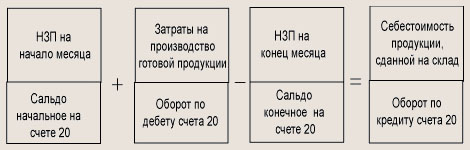 НЗП на
начало месяца
Сальдо
начальное на
счете 20
+
Затраты на
производство
готовой продукции
Оборот по
дебету счета 20
−
НЗП на
конец месяца
Сальдо
конечное на
счете 20
=
Себестоимость
продукции,
сданной на склад
Оборот по
кредиту счета 20